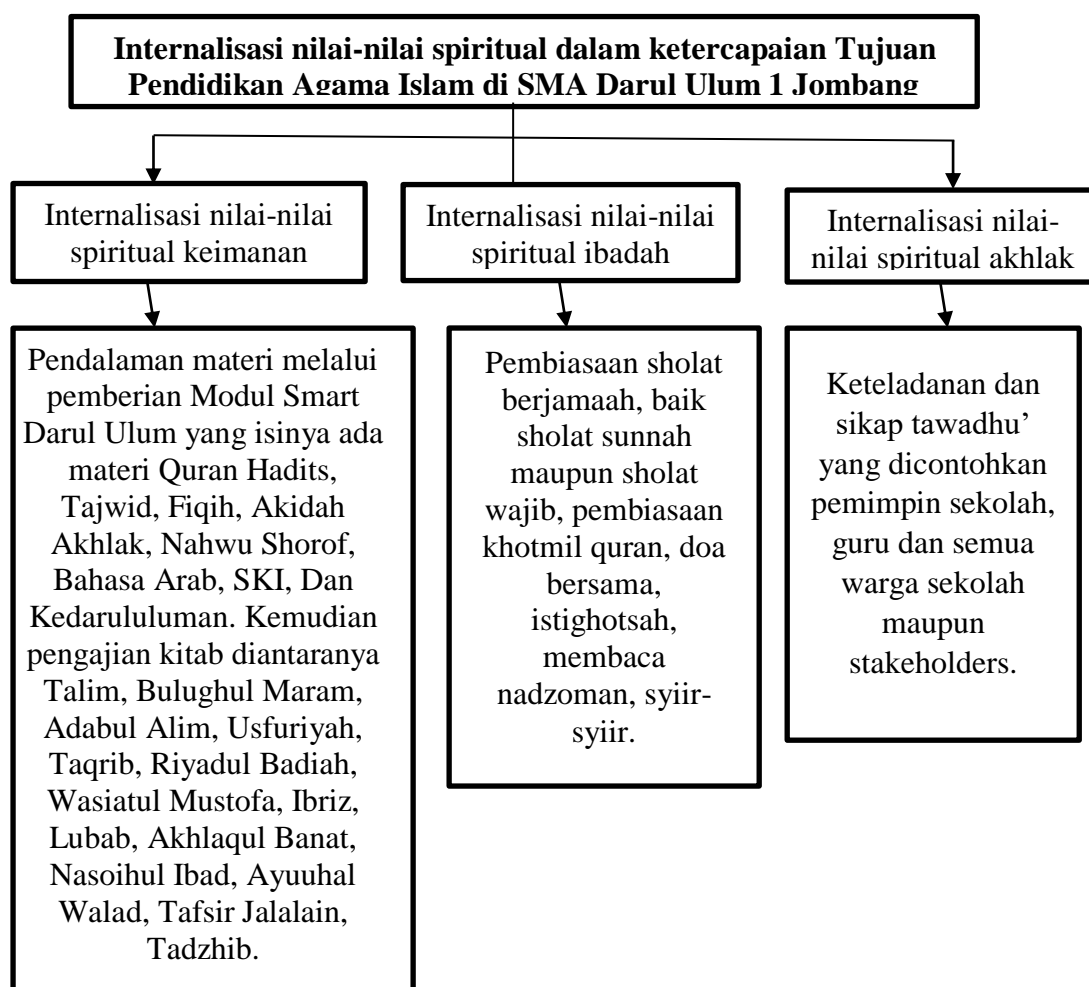 Internalisasi nilai-nilai spiritual dalam ketercapaian Tujuan
Pendidikan Agama Islam di SMA Darul Ulum 1 Jombang
Internalisasi nilai-nilai
spiritual keimanan
Internalisasi nilai-nilai
spiritual ibadah
Internalisasi nilai-
nilai spiritual akhlak
Pendalaman materi melalui
pemberian Modul Smart
Darul Ulum yang isinya ada
materi Quran Hadits,
Tajwid, Fiqih, Akidah
Akhlak, Nahwu Shorof,
Bahasa Arab, SKI, Dan
Kedarululuman. Kemudian
pengajian kitab diantaranya
Talim, Bulughul Maram,
Adabul Alim, Usfuriyah,
Taqrib, Riyadul Badiah,
Wasiatul Mustofa, Ibriz,
Lubab, Akhlaqul Banat,
Nasoihul Ibad, Ayuuhal
Walad, Tafsir Jalalain,
Tadzhib.
Pembiasaan sholat
berjamaah, baik
sholat sunnah
maupun sholat
wajib, pembiasaan
khotmil quran, doa
bersama,
istighotsah,
membaca
nadzoman, syiir-
syiir.
Keteladanan dan
sikap tawadhu’
yang dicontohkan
pemimpin sekolah,
guru dan semua
warga sekolah
maupun
stakeholders.